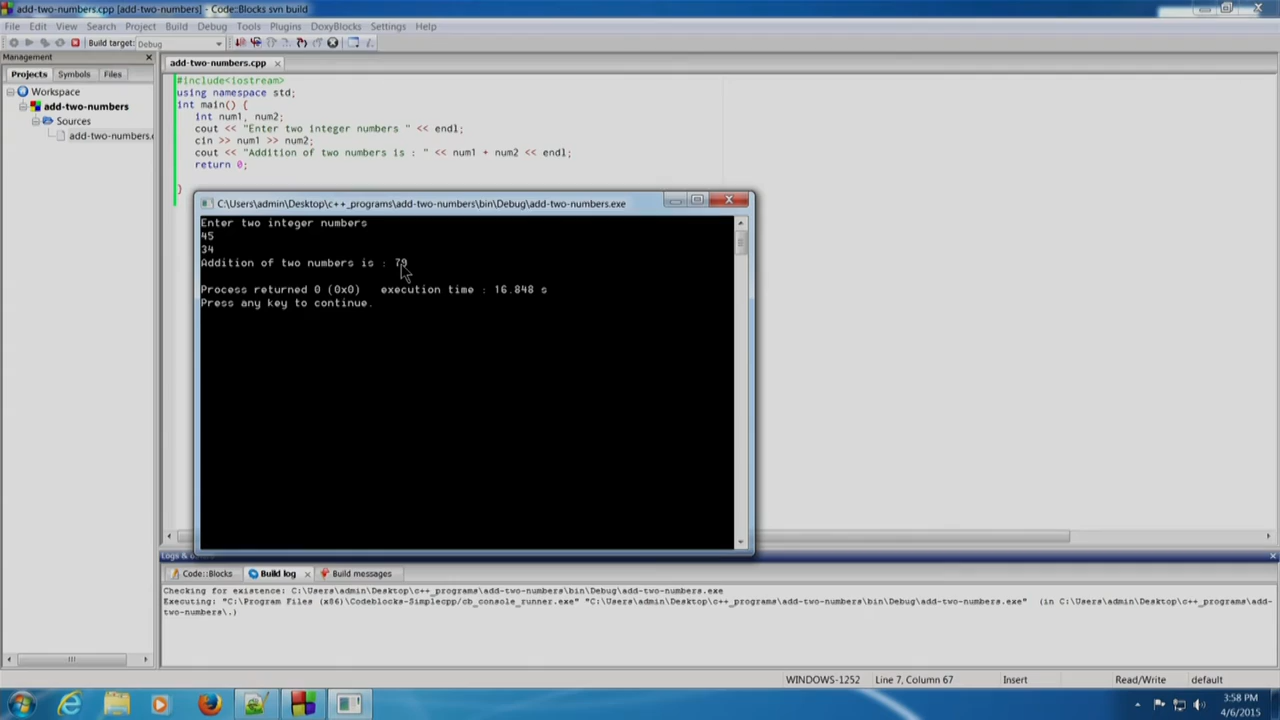 add-two-numbers.cpp [add-two-numbers] - Code::Blocks svn build
File Edit View Search Project Build Debug Tools Plugins DoxyBlocks Settings Help
Build target: Debug
Management
Projects Symbols Files
Workspace
add-two-numbers
Sources
add-two-numbers.c
add-two-numbers.cpp
#include<iostream>
using namespace std;
int main() {
int num1, num2;
cout << "Enter two integer numbers " << endl;
cin >> num1 >> num2;
cout << "Addition of two numbers is : " << num1 + num2 << endl;
return 0;
}
C:\Users\admin\Desktop\c++_programs\add-two-numbers\bin\Debug\add-two-numbers.exe
Enter two integer numbers
45
34
Addition of two numbers is : 79
Process returned 0 (0x0) execution time : 16.848 s
Press any key to continue.
Logs &
Code::Blocks Build log Build messages
Checking for existence: C:\Users\admin\Desktop\c++_programs\add-two-numbers\bin\Debug\add-two-numbers.exe
Executing: "C:\Program Files (x86)\Codeblocks-Simplecpp/cb_console_runner.exe" "C:\Users\admin\Desktop\c++_programs\add-two-numbers\bin\Debug\add-two-numbers.exe" (in C:\Users\admin\Desktop\c++_programs\add-
two-numbers\.)
WINDOWS-1252 Line 7, Column 67 Insert Read/Write default
3:58 PM
4/6/2015